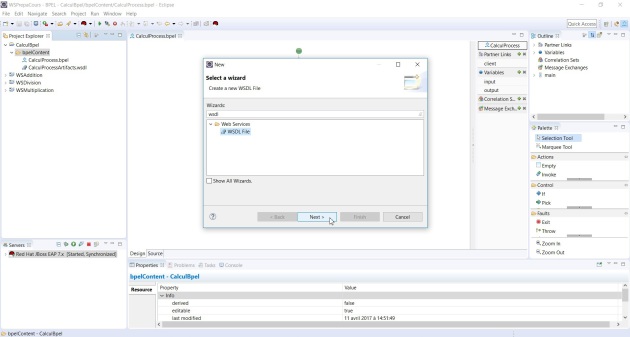 WSPrepaCours - BPEL - CalculBpel/bpelContent/CalculProcess.bpel - Eclipse
File Edit Navigate Search Project Run Window Help
Quick Access
Project Explorer
CalculBpel
bpelContent
CalculProcess.bpel
CalculProcessArtifacts.wsdl
WSAddition
WSDivision
WSMultiplication
Servers
Red Hat JBoss EAP 7.x [Started, Synchronized]
CalculProcess.bpel
New
Select a wizard
Create a new WSDL File
Wizards:
wsdl
Web Services
WSDL File
Show All Wizards.
< Back
Next >
Finish
Cancel
CalculProcess
Partner Links
client
Variables
input
output
Correlation S...
Message Exch...
Design Source
Outline
Partner Links
Variables
Correlation Sets
Message Exchanges
main
Palette
Selection Tool
Marquee Tool
Actions
Empty
Invoke
Control
If
Pick
Faults
Exit
Throw
Zoom In
Zoom Out
Properties Problems Tasks Console
bpelContent - CalculBpel
Resource
Property Value
Info
derived false
editable true
last modified 11 avril 2017 à 14:51:49
bpelContent - CalculBpel